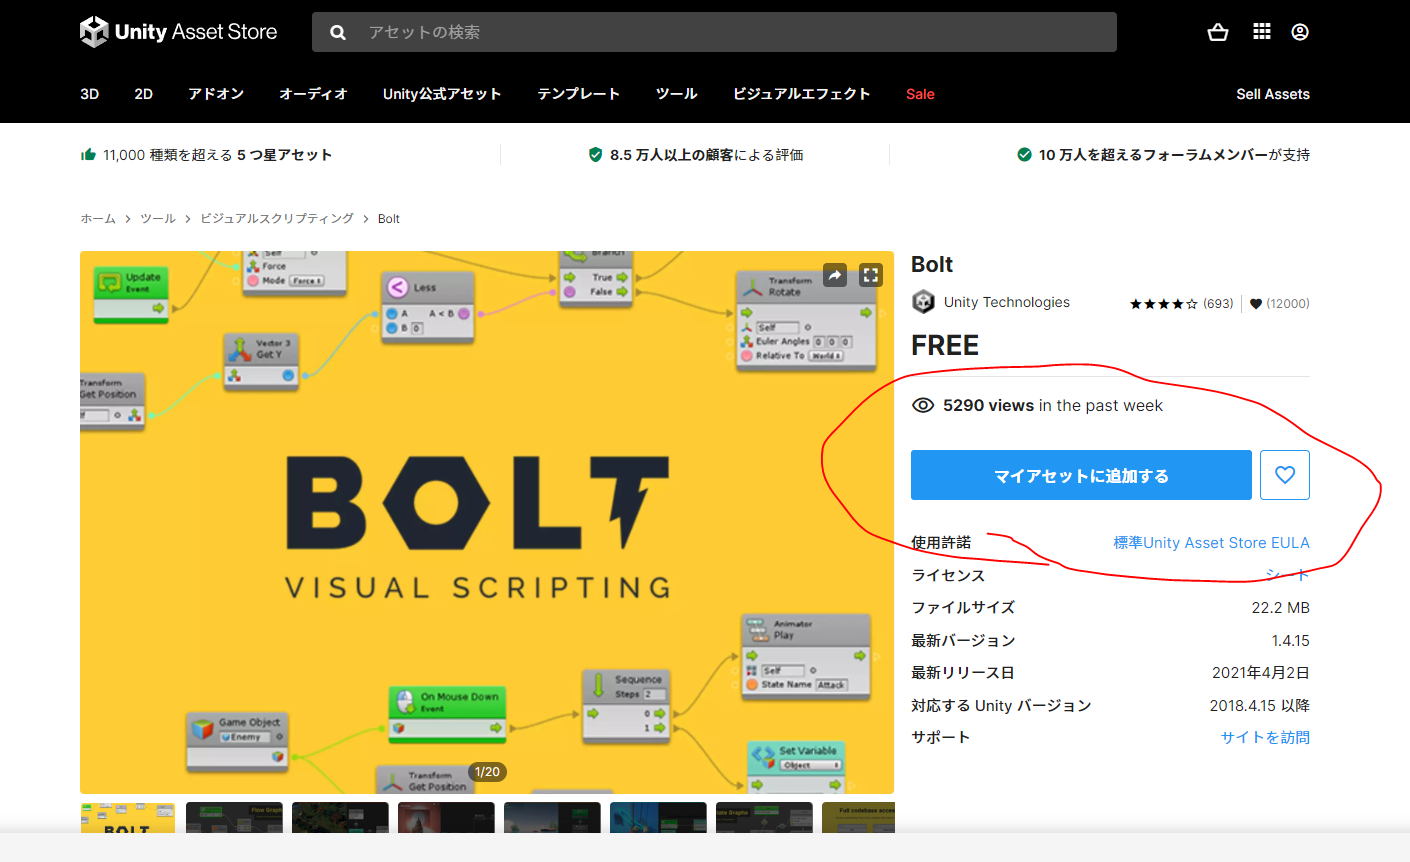 Unity Asset Store
アセットの検索
3D 2D アドオン オーディオ Unity公式アセット テンプレート ツール ビジュアルエフェクト Sale Sell Assets
11,000 種類を超える 5 つ星アセット
8.5 万人以上の顧客による評価
10 万人を超えるフォーラムメンバーが支持
ホーム > ツール > ビジュアルスクリプティング > Bolt
Update
Event
Self
Force
Mode Force
Less
A A < B
B 0
Branch
True
False
Transform
Rotate
Self
Euler Angles 0 0 0
Relative To World
Vector 3
Get Y
Transform
Get Position
BOLT
VISUAL SCRIPTING
Animator
Play
Self
State Name Attack
Sequence
Steps 2
0
1
On Mouse Down
Event
Game Object
Enemy
Set Variable
Object
Transform
Get Position
1/20
BOLT
Flow Graphs
State Graphs
Full codebase access
Bolt
Unity Technologies
★★★★☆ (693) (12000)
FREE
5290 views in the past week
マイアセットに追加する
使用許諾 標準Unity Asset Store EULA
ライセンス シート
ファイルサイズ 22.2 MB
最新バージョン 1.4.15
最新リリース日 2021年4月2日
対応する Unity バージョン 2018.4.15 以降
サポート サイトを訪問